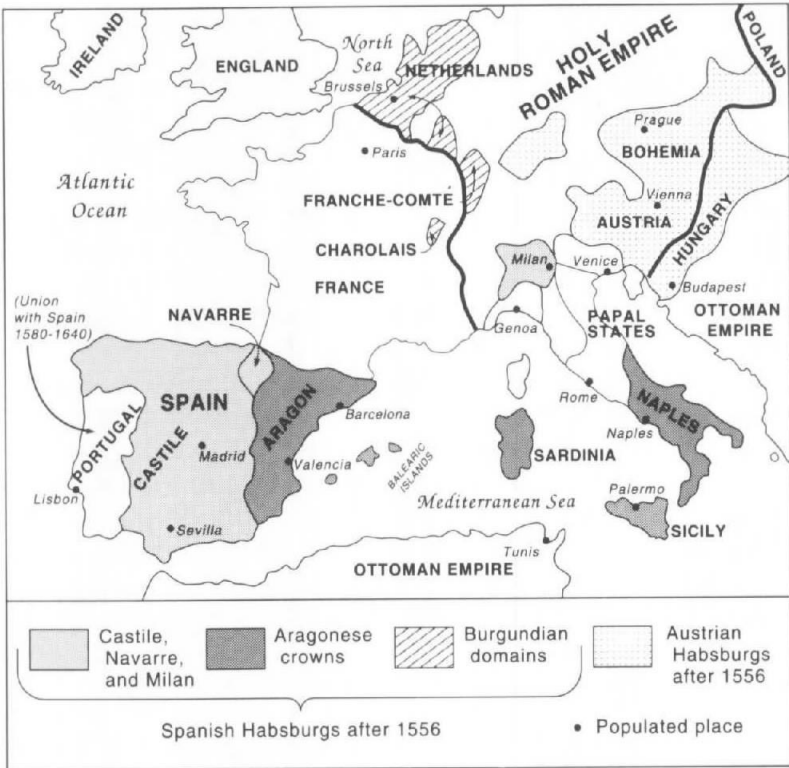 IRELAND
ENGLAND
North
Sea
NETHERLANDS
Brussels
HOLY
ROMAN EMPIRE
POLAND
Prague
BOHEMIA
Paris
Atlantic
Ocean
FRANCHE-COMTÉ
Vienna
AUSTRIA
HUNGARY
CHAROLAIS
FRANCE
Milan
Venice
Budapest
(Union
with Spain
1580-1640)
NAVARRE
Genoa
PAPAL
STATES
OTTOMAN
EMPIRE
SPAIN
PORTUGAL
CASTILE
ARAGON
Madrid
Barcelona
Valencia
BALEARIC
ISLANDS
Rome
NAPLES
Naples
SARDINIA
Lisbon
Sevilla
Mediterranean Sea
Palermo
SICILY
Tunis
OTTOMAN EMPIRE
Castile,
Navarre,
and Milan
Aragonese
crowns
Burgundian
domains
Austrian
Habsburgs
after 1556
Spanish Habsburgs after 1556
Populated place